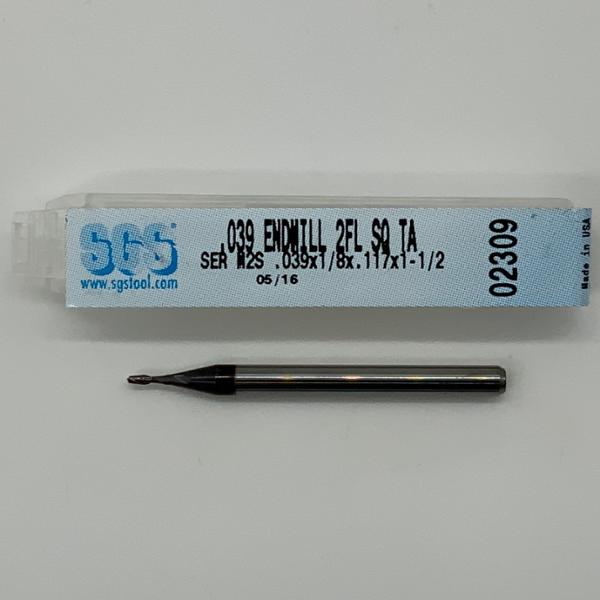 SGS
www.sgstool.com
.039 ENDMILL 2FL SQ TA
SER M2S .039x1/8x.117x1-1/2
05/16
02309
Made in USA